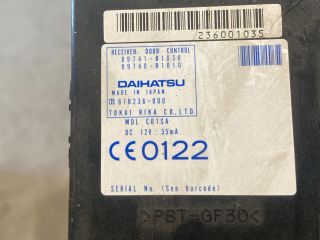 236001035
RECEIVER, DOOR CONTROL
89741-B1030
89740-B1010
DAIHATSU
MADE IN JAPAN
618236-000
TOKAI RIKA CO.,LTD.
MDL C01SA
DC 12V 35mA
CE0122
SERIAL No. (See barcode)
>PBT-GF30<